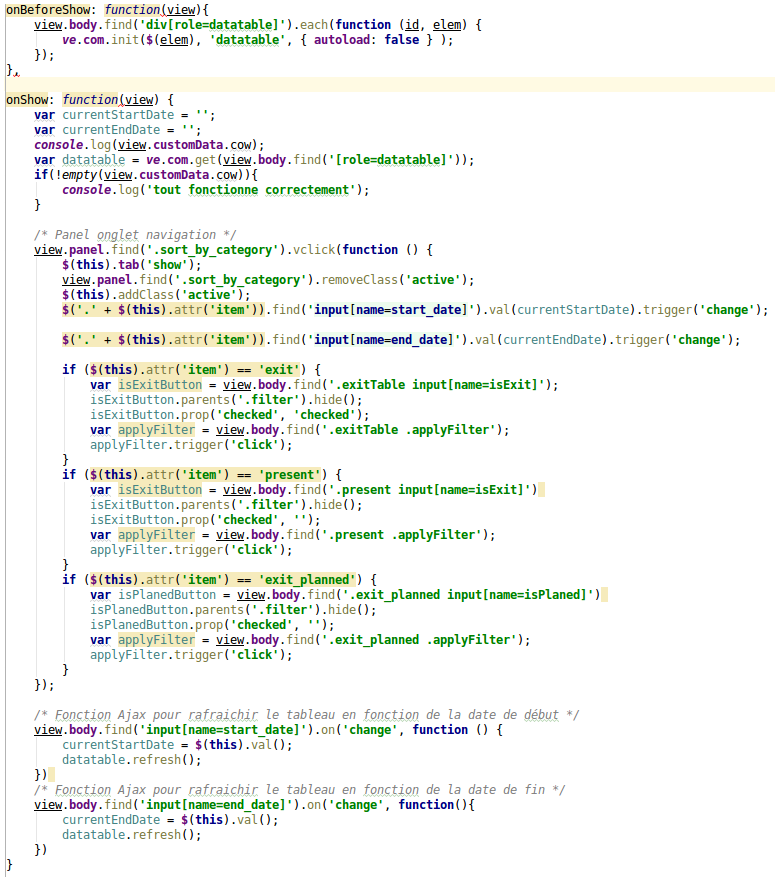 onBeforeShow: function(view){
    view.body.find('div[role=datatable]').each(function (id, elem) {
        ve.com.init($(elem), 'datatable', { autoload: false } );
    });
},

onShow: function(view) {
    var currentStartDate = '';
    var currentEndDate = '';
    console.log(view.customData.cow);
    var datatable = ve.com.get(view.body.find('[role=datatable]'));
    if(!empty(view.customData.cow)){
        console.log('tout fonctionne correctement');
    }

    /* Panel onglet navigation */
    view.panel.find('.sort_by_category').vclick(function () {
        $(this).tab('show');
        view.panel.find('.sort_by_category').removeClass('active');
        $(this).addClass('active');
        $('.' + $(this).attr('item')).find('input[name=start_date]').val(currentStartDate).trigger('change');

        $('.' + $(this).attr('item')).find('input[name=end_date]').val(currentEndDate).trigger('change');

        if ($(this).attr('item') == 'exit') {
            var isExitButton = view.body.find('.exitTable input[name=isExit]');
            isExitButton.parents('.filter').hide();
            isExitButton.prop('checked', 'checked');
            var applyFilter = view.body.find('.exitTable .applyFilter');
            applyFilter.trigger('click');
        }
        if ($(this).attr('item') == 'present') {
            var isExitButton = view.body.find('.present input[name=isExit]')
            isExitButton.parents('.filter').hide();
            isExitButton.prop('checked', '');
            var applyFilter = view.body.find('.present .applyFilter');
            applyFilter.trigger('click');
        }
        if ($(this).attr('item') == 'exit_planned') {
            var isPlanedButton = view.body.find('.exit_planned input[name=isPlaned]')
            isPlanedButton.parents('.filter').hide();
            isPlanedButton.prop('checked', '');
            var applyFilter = view.body.find('.exit_planned .applyFilter');
            applyFilter.trigger('click');
        }
    });

    /* Fonction Ajax pour rafraichir le tableau en fonction de la date de début */
    view.body.find('input[name=start_date]').on('change', function () {
        currentStartDate = $(this).val();
        datatable.refresh();
    })
    /* Fonction Ajax pour rafraichir le tableau en fonction de la date de fin */
    view.body.find('input[name=end_date]').on('change', function(){
        currentEndDate = $(this).val();
        datatable.refresh();
    })
}